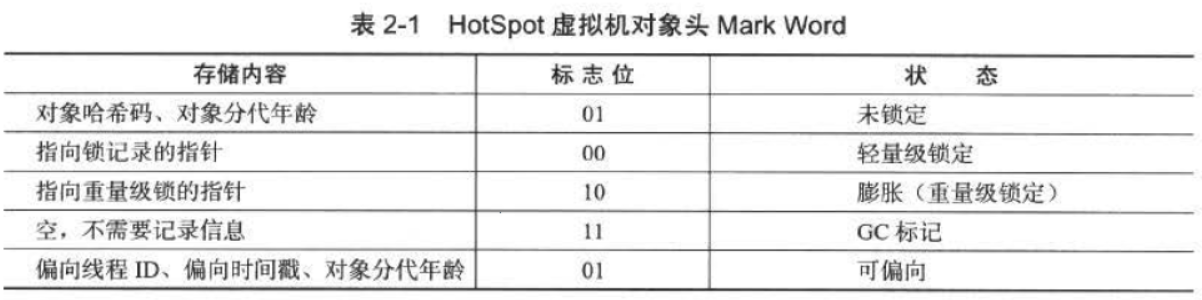 表 2-1 HotSpot 虚拟机对象头 Mark Word
存储内容 标志位 状态
对象哈希码、对象分代年龄 01 未锁定
指向锁记录的指针 00 轻量级锁定
指向重量级锁的指针 10 膨胀（重量级锁定）
空，不需要记录信息 11 GC 标记
偏向线程 ID、偏向时间戳、对象分代年龄 01 可偏向